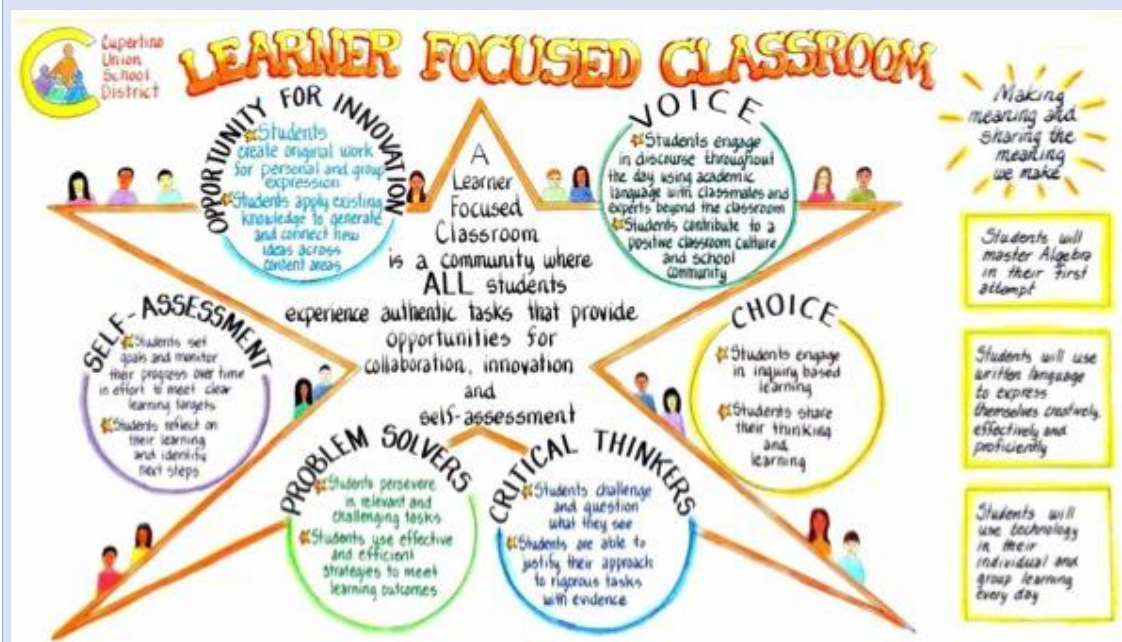 Cupertino
Union
School
District
LEARNER FOCUSED CLASSROOM
OPPORTUNITY FOR INNOVATION
Students
create original work
for personal and group
expression
Students apply existing
knowledge to generate
and connect new
ideas across
content areas
A
Learner
Focused
Classroom
is a community where
ALL students
experience authentic tasks that provide
opportunities for
collaboration, innovation
and
self-assessment
VOICE
Students engage
in discourse throughout
the day using academic
language with classmates and
experts beyond the classroom
Students contribute to a
positive classroom culture
and school
community
SELF-ASSESSMENT
Students set
goals and monitor
their progress over time
in effort to meet clear
learning targets
Students reflect on
their learning
and identify
next steps
CHOICE
Students engage
in inquiry based
learning
Students share
their thinking
and
learning
PROBLEM SOLVERS
Students persevere
in relevant and
challenging tasks
Students use effective
and efficient
strategies to meet
learning outcomes
CRITICAL THINKERS
Students challenge
and question
what they see
Students are able to
justify their approach
to rigorous tasks
with evidence
Making
meaning and
sharing the
meaning
we make
Students will
master Algebra
in their first
attempt
Students will use
written language
to express
themselves creatively,
effectively and
proficiently
Students will
use technology
in their
individual and
group learning
every day